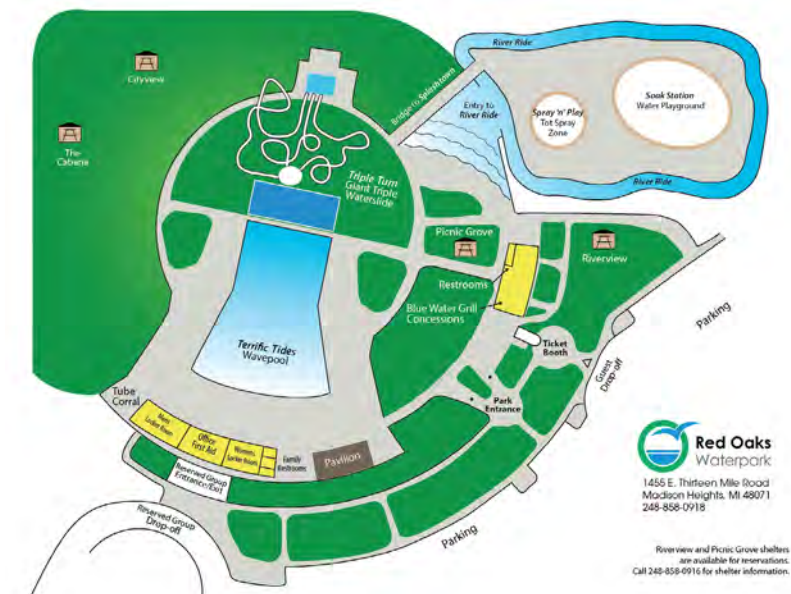 River Ride
Cityview
Bridge to Splashtown
Entry to
River Ride
Spray 'n' Play
Tot Spray
Zone
Soak Station
Water Playground
The
Cabana
River Ride
Triple Turn
Giant Triple
Waterslide
Picnic Grove
Riverview
Restrooms
Blue Water Grill
Concessions
Parking
Ticket
Booth
Guest
Drop-off
Terrific Tides
Wavepool
Park
Entrance
Tube
Corral
Mens
Locker Room
Office
First Aid
Womens
Locker Room
Family
Restrooms
Pavilion
Reserved Group
Entrance/Exit
Reserved Group
Drop-off
Parking
Red Oaks
Waterpark
1455 E. Thirteen Mile Road
Madison Heights, MI 48071
248-858-0918
Riverview and Picnic Grove shelters
are available for reservations.
Call 248-858-0916 for shelter information.